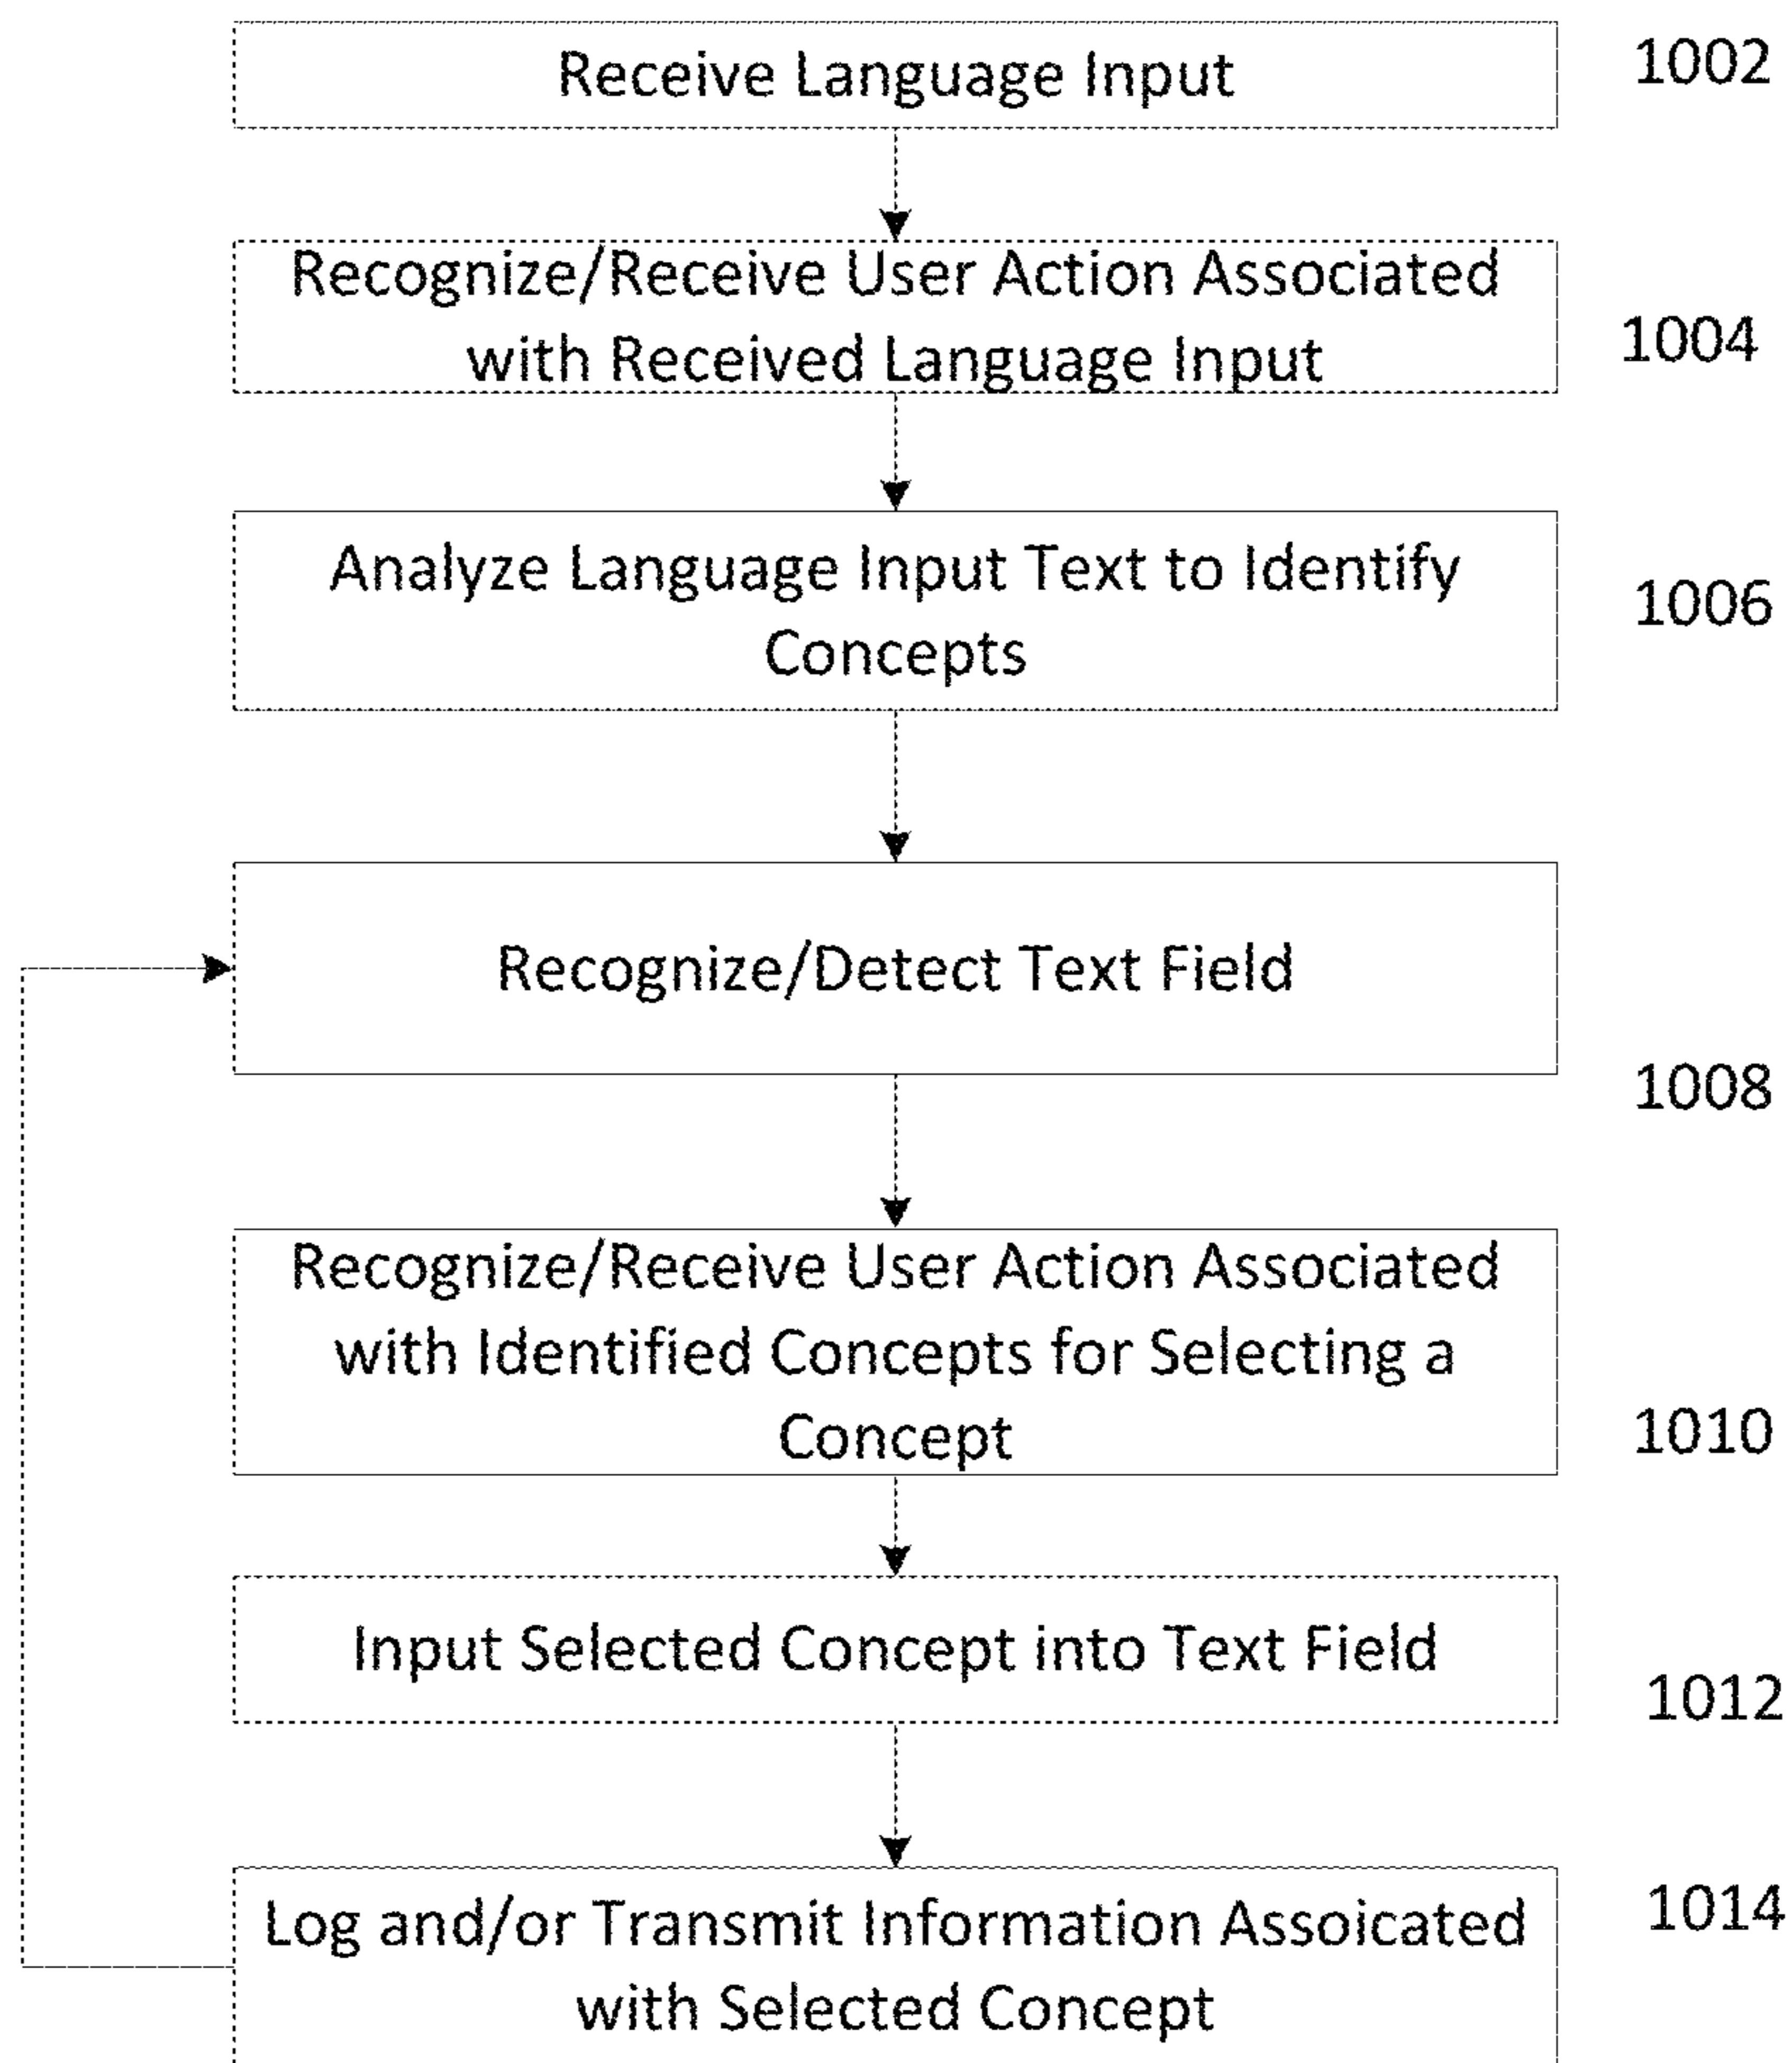 Receive Language Input
1002
Recognize/Receive User Action Associated
with Received Language Input
1004
Analyze Language Input Text to Identify
Concepts
1006
Recognize/Detect Text Field
1008
Recognize/Receive User Action Associated
with Identified Concepts for Selecting a
Concept
1010
Input Selected Concept into Text Field
1012
Log and/or Transmit Information Assoicated
with Selected Concept
1014